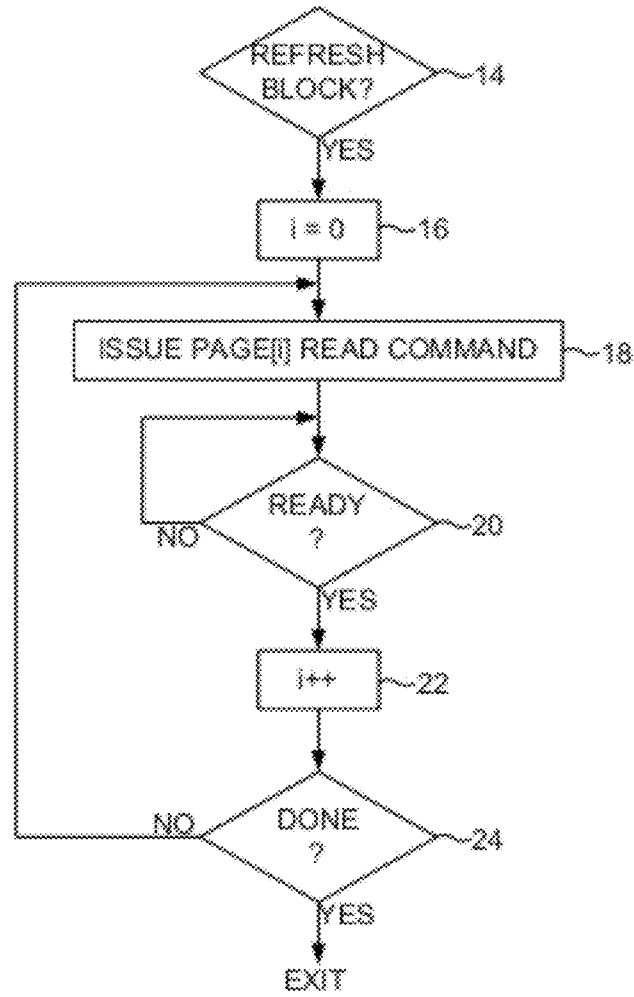 REFRESH
BLOCK?
14
YES
i = 0
16
ISSUE PAGE[i] READ COMMAND
18
READY
?
20
NO
YES
i++
22
DONE
?
24
NO
YES
EXIT